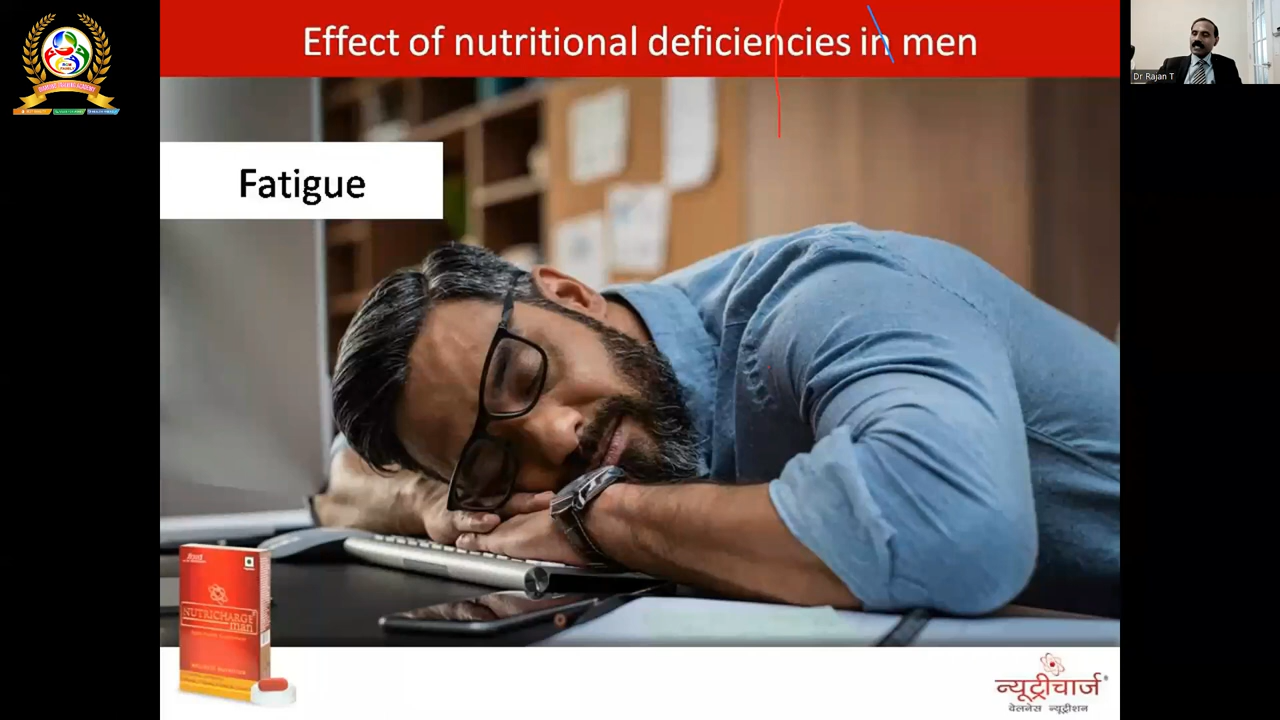 Effect of nutritional deficiencies in men
Dr Rajan T
Fatigue
NUTRICHARGE
man
न्यूट्रीचार्ज
वेलनेस न्यूट्रीशन